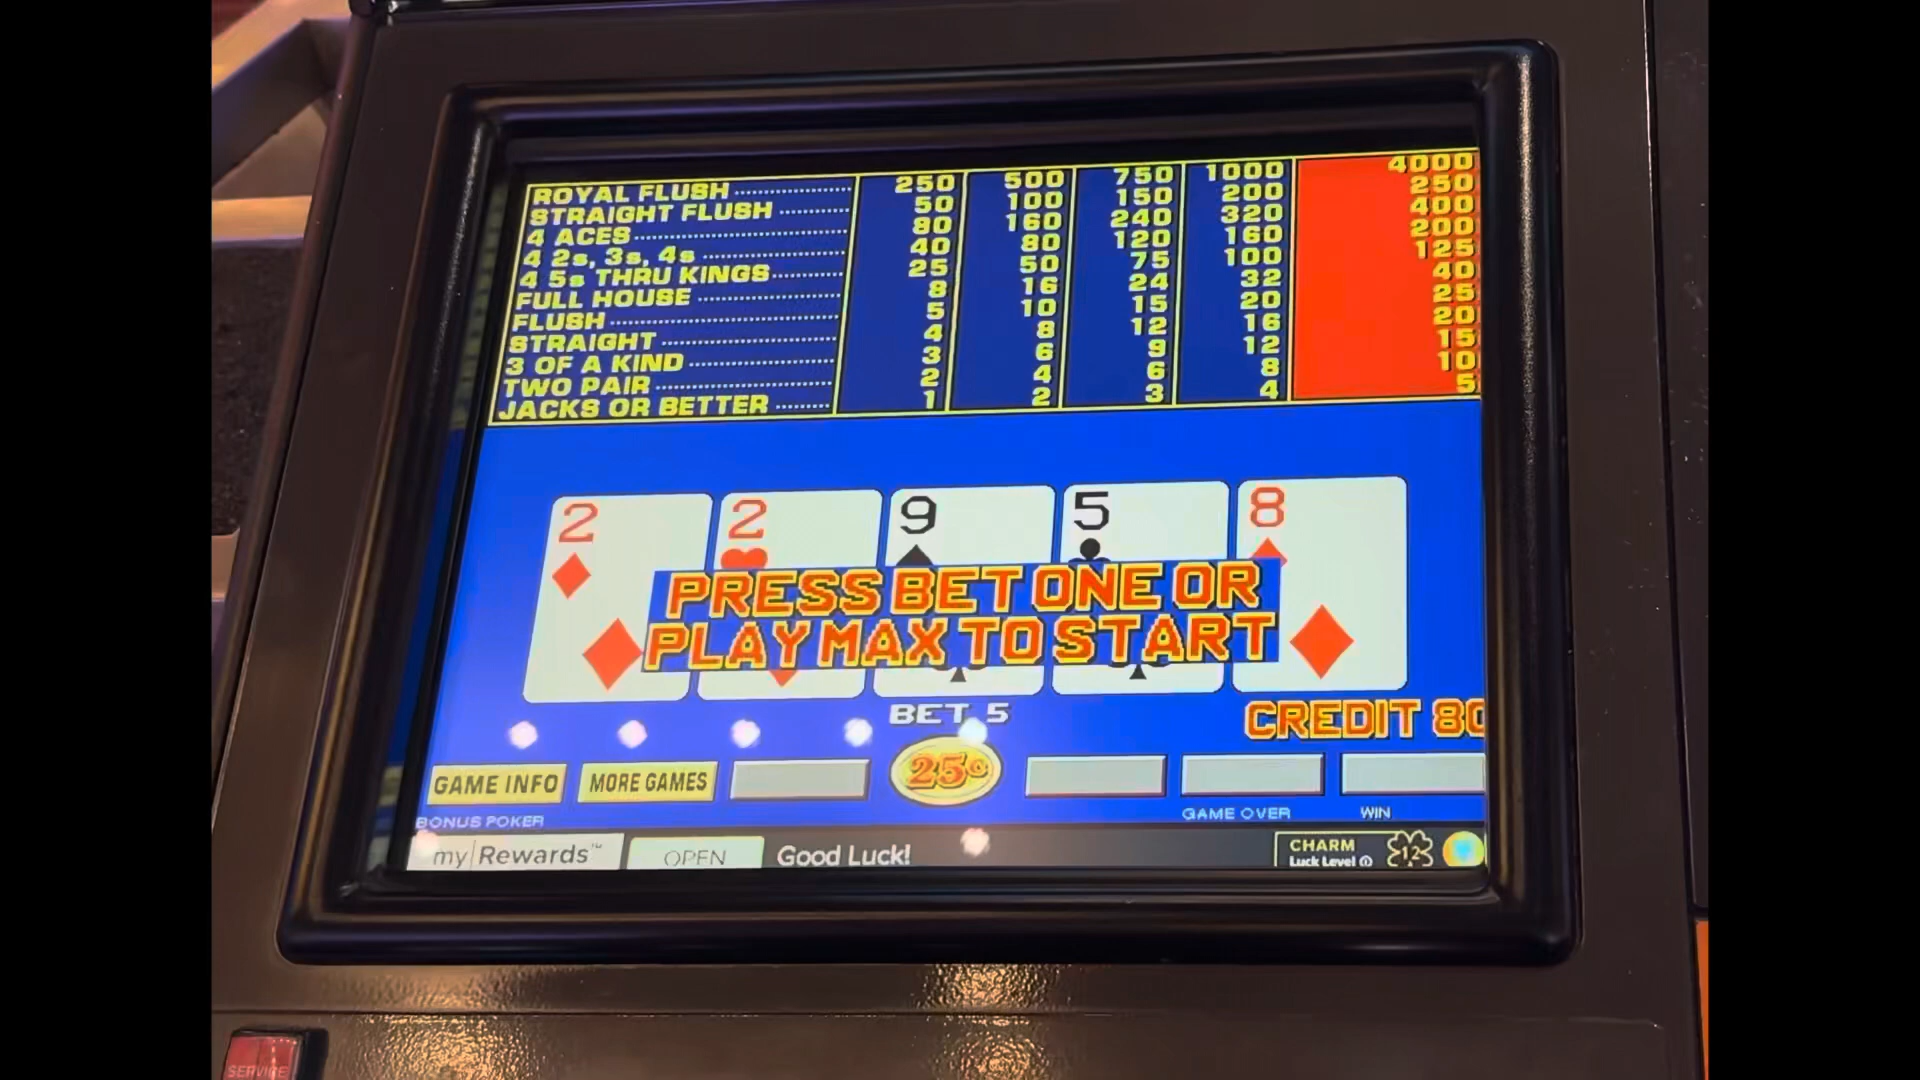 ROYAL FLUSH 250 500 750 1000 4000
STRAIGHT FLUSH 50 100 150 200 250
4 ACES 80 160 240 320 400
4 2s, 3s, 4s 40 80 120 160 200
4 5s THRU KINGS 25 50 75 100 125
FULL HOUSE 8 16 24 32 40
FLUSH 5 10 15 20 25
STRAIGHT 4 8 12 16 20
3 OF A KIND 3 6 9 12 15
TWO PAIR 2 4 6 8 10
JACKS OR BETTER 1 2 3 4 5
2 2 9 5 8
PRESS BET ONE OR
PLAY MAX TO START
BET 5
CREDIT 80
GAME INFO MORE GAMES 25¢
BONUS POKER GAME OVER WIN
my|Rewards™ OPEN Good Luck! CHARM
Luck Level 12
SERVICE